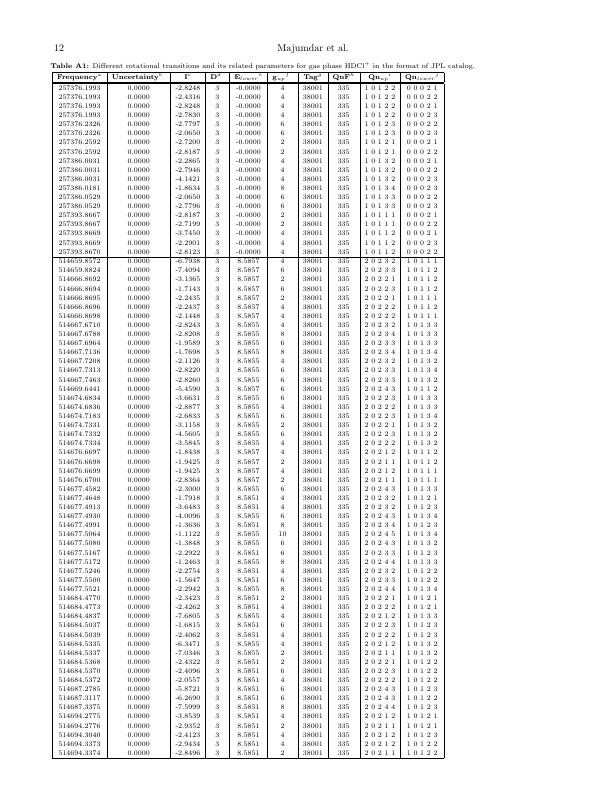 12 Majumdar et al.
Table A1: Different rotational transitions and its related parameters for gas phase HDCl+ in the format of JPL catalog.
Frequency^a Uncertainty^b I^c D^d E_lower^e g_up^f Tag^g QnF^h Qn_up^i Qn_lower^j
257376.1993 0.0000 -2.8248 3 -0.0000 4 38001 335 1 0 1 2 2 0 0 0 2 1
257376.1993 0.0000 -2.4316 3 -0.0000 4 38001 335 1 0 1 2 2 0 0 0 2 2
257376.1993 0.0000 -2.8248 3 -0.0000 4 38001 335 1 0 1 2 2 0 0 0 2 1
257376.1993 0.0000 -2.7830 3 -0.0000 4 38001 335 1 0 1 2 2 0 0 0 2 3
257376.2326 0.0000 -2.7797 3 -0.0000 6 38001 335 1 0 1 2 3 0 0 0 2 2
257376.2326 0.0000 -2.0650 3 -0.0000 6 38001 335 1 0 1 2 3 0 0 0 2 3
257376.2592 0.0000 -2.7200 3 -0.0000 2 38001 335 1 0 1 2 1 0 0 0 2 1
257376.2592 0.0000 -2.8187 3 -0.0000 2 38001 335 1 0 1 2 1 0 0 0 2 2
257386.0031 0.0000 -2.2865 3 -0.0000 4 38001 335 1 0 1 3 2 0 0 0 2 1
257386.0031 0.0000 -2.7946 3 -0.0000 4 38001 335 1 0 1 3 2 0 0 0 2 2
257386.0031 0.0000 -4.1421 3 -0.0000 4 38001 335 1 0 1 3 2 0 0 0 2 3
257386.0181 0.0000 -1.8634 3 -0.0000 8 38001 335 1 0 1 3 4 0 0 0 2 3
257386.0529 0.0000 -2.0650 3 -0.0000 6 38001 335 1 0 1 3 3 0 0 0 2 2
257386.0529 0.0000 -2.7796 3 -0.0000 6 38001 335 1 0 1 3 3 0 0 0 2 3
257393.8667 0.0000 -2.8187 3 -0.0000 2 38001 335 1 0 1 1 1 0 0 0 2 1
257393.8667 0.0000 -2.7199 3 -0.0000 2 38001 335 1 0 1 1 1 0 0 0 2 2
257393.8669 0.0000 -3.7450 3 -0.0000 4 38001 335 1 0 1 1 2 0 0 0 2 1
257393.8669 0.0000 -2.2901 3 -0.0000 4 38001 335 1 0 1 1 2 0 0 0 2 3
257393.8670 0.0000 -2.8123 3 -0.0000 4 38001 335 1 0 1 1 2 0 0 0 2 2
514659.8572 0.0000 -6.7938 3 8.5857 4 38001 335 2 0 2 3 2 1 0 1 1 1
514659.8824 0.0000 -7.4094 3 8.5857 6 38001 335 2 0 2 3 3 1 0 1 1 2
514666.8692 0.0000 -3.1365 3 8.5857 2 38001 335 2 0 2 2 1 1 0 1 1 2
514666.8694 0.0000 -1.7143 3 8.5857 6 38001 335 2 0 2 2 3 1 0 1 1 2
514666.8695 0.0000 -2.2435 3 8.5857 2 38001 335 2 0 2 2 1 1 0 1 1 1
514666.8696 0.0000 -2.2437 3 8.5857 4 38001 335 2 0 2 2 2 1 0 1 1 2
514666.8698 0.0000 -2.1448 3 8.5857 4 38001 335 2 0 2 2 2 1 0 1 1 1
514667.6710 0.0000 -2.8243 3 8.5855 4 38001 335 2 0 2 3 2 1 0 1 3 3
514667.6788 0.0000 -2.8208 3 8.5855 8 38001 335 2 0 2 3 4 1 0 1 3 3
514667.6964 0.0000 -1.9589 3 8.5855 6 38001 335 2 0 2 3 3 1 0 1 3 3
514667.7136 0.0000 -1.7698 3 8.5855 8 38001 335 2 0 2 3 4 1 0 1 3 4
514667.7208 0.0000 -2.1126 3 8.5855 4 38001 335 2 0 2 3 2 1 0 1 3 2
514667.7313 0.0000 -2.8220 3 8.5855 6 38001 335 2 0 2 3 3 1 0 1 3 4
514667.7463 0.0000 -2.8260 3 8.5855 6 38001 335 2 0 2 3 3 1 0 1 3 2
514669.6441 0.0000 -5.4590 3 8.5857 6 38001 335 2 0 2 4 3 1 0 1 1 2
514674.6834 0.0000 -3.6631 3 8.5855 6 38001 335 2 0 2 2 3 1 0 1 3 3
514674.6836 0.0000 -2.8877 3 8.5855 4 38001 335 2 0 2 2 2 1 0 1 3 3
514674.7183 0.0000 -2.6833 3 8.5855 6 38001 335 2 0 2 2 3 1 0 1 3 4
514674.7331 0.0000 -3.1158 3 8.5855 2 38001 335 2 0 2 2 1 1 0 1 3 2
514674.7332 0.0000 -4.5605 3 8.5855 6 38001 335 2 0 2 2 3 1 0 1 3 2
514674.7334 0.0000 -3.5845 3 8.5855 4 38001 335 2 0 2 2 2 1 0 1 3 2
514676.6697 0.0000 -1.8438 3 8.5857 4 38001 335 2 0 2 1 2 1 0 1 1 2
514676.6698 0.0000 -1.9425 3 8.5857 2 38001 335 2 0 2 1 1 1 0 1 1 2
514676.6699 0.0000 -1.9425 3 8.5857 4 38001 335 2 0 2 1 2 1 0 1 1 1
514676.6700 0.0000 -2.8364 3 8.5857 2 38001 335 2 0 2 1 1 1 0 1 1 1
514677.4582 0.0000 -2.3000 3 8.5855 6 38001 335 2 0 2 4 3 1 0 1 3 3
514677.4648 0.0000 -1.7918 3 8.5851 4 38001 335 2 0 2 3 2 1 0 1 2 1
514677.4913 0.0000 -3.6483 3 8.5851 4 38001 335 2 0 2 3 2 1 0 1 2 3
514677.4930 0.0000 -4.0096 3 8.5855 6 38001 335 2 0 2 4 3 1 0 1 3 4
514677.4991 0.0000 -1.3636 3 8.5851 8 38001 335 2 0 2 3 4 1 0 1 2 3
514677.5064 0.0000 -1.1122 3 8.5855 10 38001 335 2 0 2 4 5 1 0 1 3 4
514677.5080 0.0000 -1.3848 3 8.5855 6 38001 335 2 0 2 4 3 1 0 1 3 2
514677.5167 0.0000 -2.2922 3 8.5851 6 38001 335 2 0 2 3 3 1 0 1 2 3
514677.5172 0.0000 -1.2463 3 8.5855 8 38001 335 2 0 2 4 4 1 0 1 3 3
514677.5246 0.0000 -2.2754 3 8.5851 4 38001 335 2 0 2 3 2 1 0 1 2 2
514677.5500 0.0000 -1.5647 3 8.5851 6 38001 335 2 0 2 3 3 1 0 1 2 2
514677.5521 0.0000 -2.2942 3 8.5855 8 38001 335 2 0 2 4 4 1 0 1 3 4
514684.4770 0.0000 -2.3423 3 8.5851 2 38001 335 2 0 2 2 1 1 0 1 2 1
514684.4773 0.0000 -2.4262 3 8.5851 4 38001 335 2 0 2 2 2 1 0 1 2 1
514684.4837 0.0000 -7.6805 3 8.5855 4 38001 335 2 0 2 1 2 1 0 1 3 3
514684.5037 0.0000 -1.6815 3 8.5851 6 38001 335 2 0 2 2 3 1 0 1 2 3
514684.5039 0.0000 -2.4062 3 8.5851 4 38001 335 2 0 2 2 2 1 0 1 2 3
514684.5335 0.0000 -6.3471 3 8.5855 4 38001 335 2 0 2 1 2 1 0 1 3 2
514684.5337 0.0000 -7.0346 3 8.5855 2 38001 335 2 0 2 1 1 1 0 1 3 2
514684.5368 0.0000 -2.4322 3 8.5851 2 38001 335 2 0 2 2 1 1 0 1 2 2
514684.5370 0.0000 -2.4096 3 8.5851 6 38001 335 2 0 2 2 3 1 0 1 2 2
514684.5372 0.0000 -2.0557 3 8.5851 4 38001 335 2 0 2 2 2 1 0 1 2 2
514687.2785 0.0000 -5.8721 3 8.5851 6 38001 335 2 0 2 4 3 1 0 1 2 3
514687.3117 0.0000 -6.2690 3 8.5851 6 38001 335 2 0 2 4 3 1 0 1 2 2
514687.3375 0.0000 -7.5999 3 8.5851 8 38001 335 2 0 2 4 4 1 0 1 2 3
514694.2775 0.0000 -3.8539 3 8.5851 4 38001 335 2 0 2 1 2 1 0 1 2 1
514694.2776 0.0000 -2.9352 3 8.5851 2 38001 335 2 0 2 1 1 1 0 1 2 1
514694.3040 0.0000 -2.4123 3 8.5851 4 38001 335 2 0 2 1 2 1 0 1 2 3
514694.3373 0.0000 -2.9434 3 8.5851 4 38001 335 2 0 2 1 2 1 0 1 2 2
514694.3374 0.0000 -2.8496 3 8.5851 2 38001 335 2 0 2 1 1 1 0 1 2 2